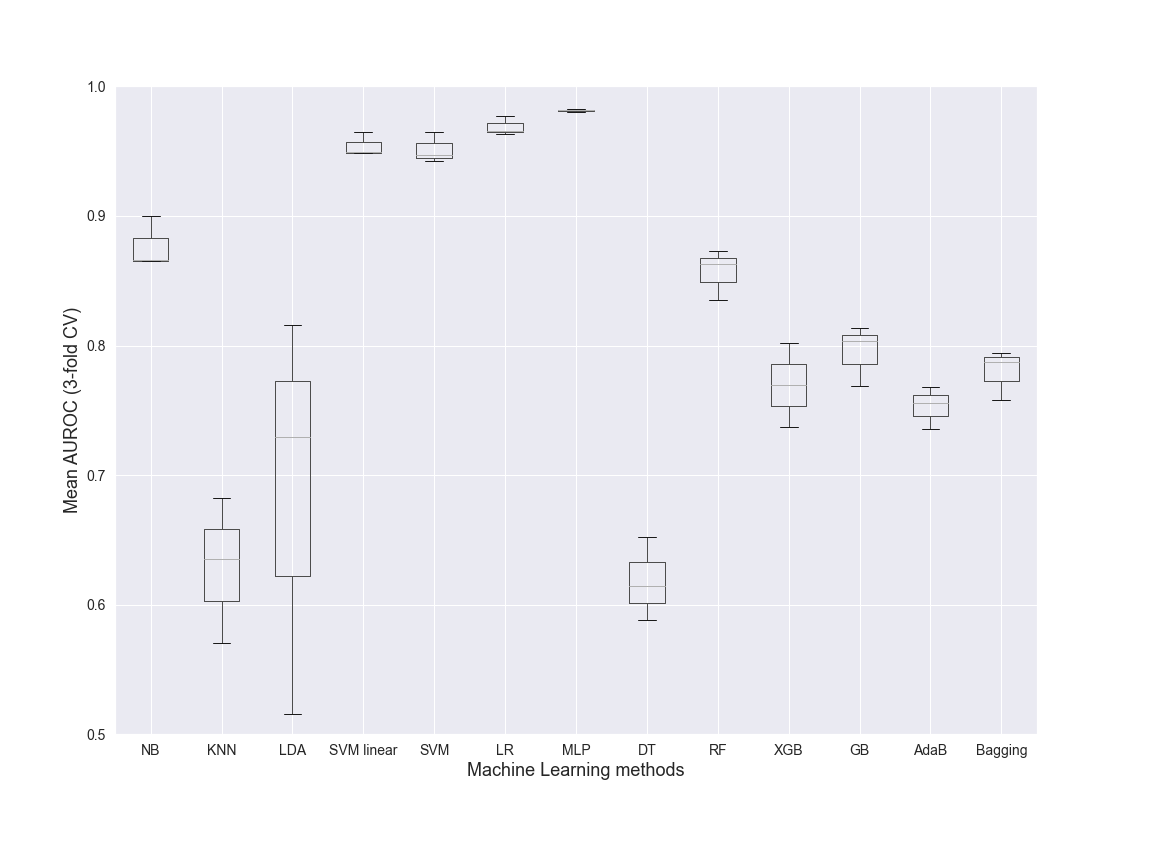 1.0
0.9
0.8
0.7
0.6
0.5
Mean AUROC (3-fold CV)
NB KNN LDA SVM linear SVM LR MLP DT RF XGB GB AdaB Bagging
Machine Learning methods